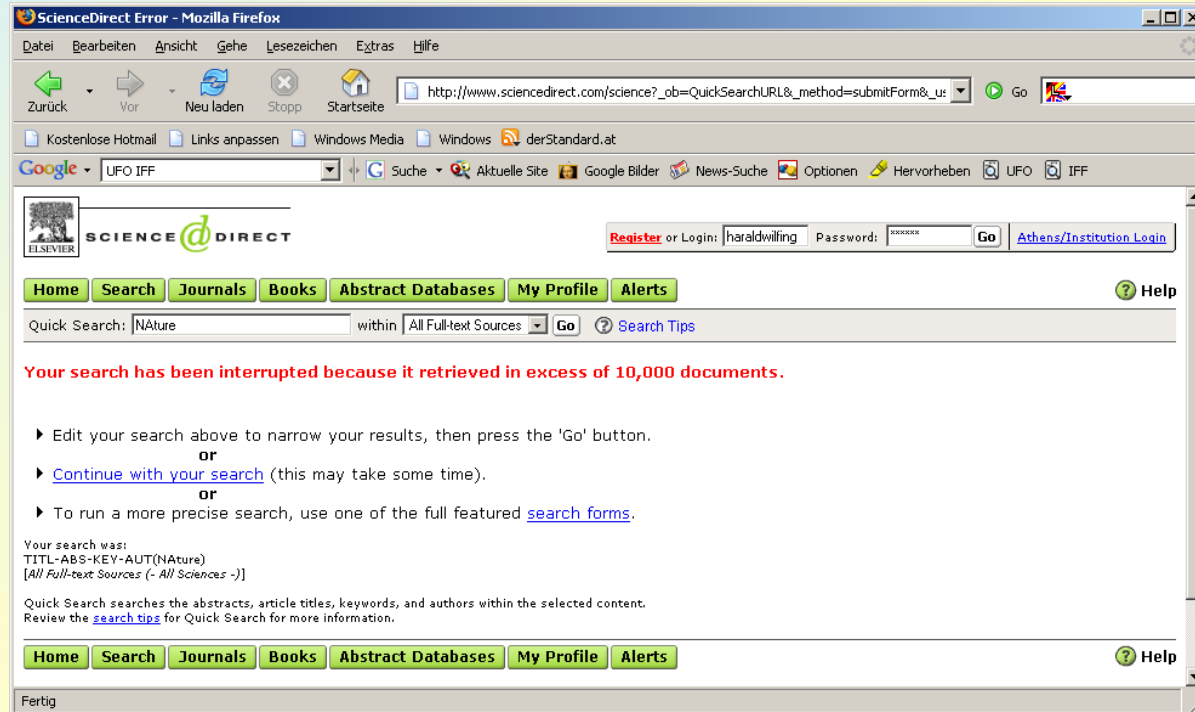 ScienceDirect Error - Mozilla Firefox
Datei Bearbeiten Ansicht Gehe Lesezeichen Extras Hilfe
Zurück Vor Neu laden Stopp Startseite http://www.sciencedirect.com/science?_ob=QuickSearchURL&_method=submitForm&_us Go
Kostenlose Hotmail Links anpassen Windows Media Windows derStandard.at
Google UFO IFF G Suche Aktuelle Site Google Bilder News-Suche Optionen Hervorheben UFO IFF
ELSEVIER SCIENCE @ DIRECT
Register or Login: haraldwilfing Password: ****** Go Athens/Institution Login
Home Search Journals Books Abstract Databases My Profile Alerts ? Help
Quick Search: NAture within All Full-text Sources Go ? Search Tips
Your search has been interrupted because it retrieved in excess of 10,000 documents.
Edit your search above to narrow your results, then press the 'Go' button.
or
Continue with your search (this may take some time).
or
To run a more precise search, use one of the full featured search forms.
Your search was:
TITL-ABS-KEY-AUT(NAture)
[All Full-text Sources (- All Sciences -)]
Quick Search searches the abstracts, article titles, keywords, and authors within the selected content.
Review the search tips for Quick Search for more information.
Home Search Journals Books Abstract Databases My Profile Alerts ? Help
Fertig